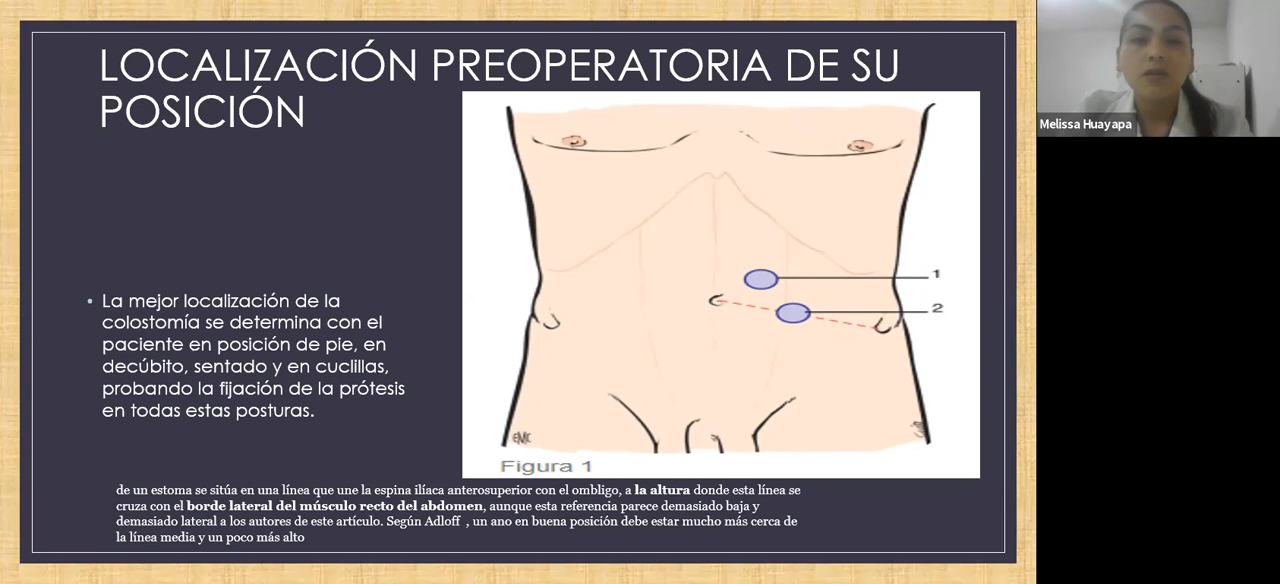 LOCALIZACIÓN PREOPERATORIA DE SU
POSICIÓN
• La mejor localización de la
colostomía se determina con el
paciente en posición de pie, en
decúbito, sentado y en cuclillas,
probando la fijación de la prótesis
en todas estas posturas.
1
2
EMC
Figura 1
de un estoma se sitúa en una línea que une la espina ilíaca anterosuperior con el ombligo, a la altura donde esta línea se
cruza con el borde lateral del músculo recto del abdomen, aunque esta referencia parece demasiado baja y
demasiado lateral a los autores de este artículo. Según Adloff , un ano en buena posición debe estar mucho más cerca de
la línea media y un poco más alto
Melissa Huayapa